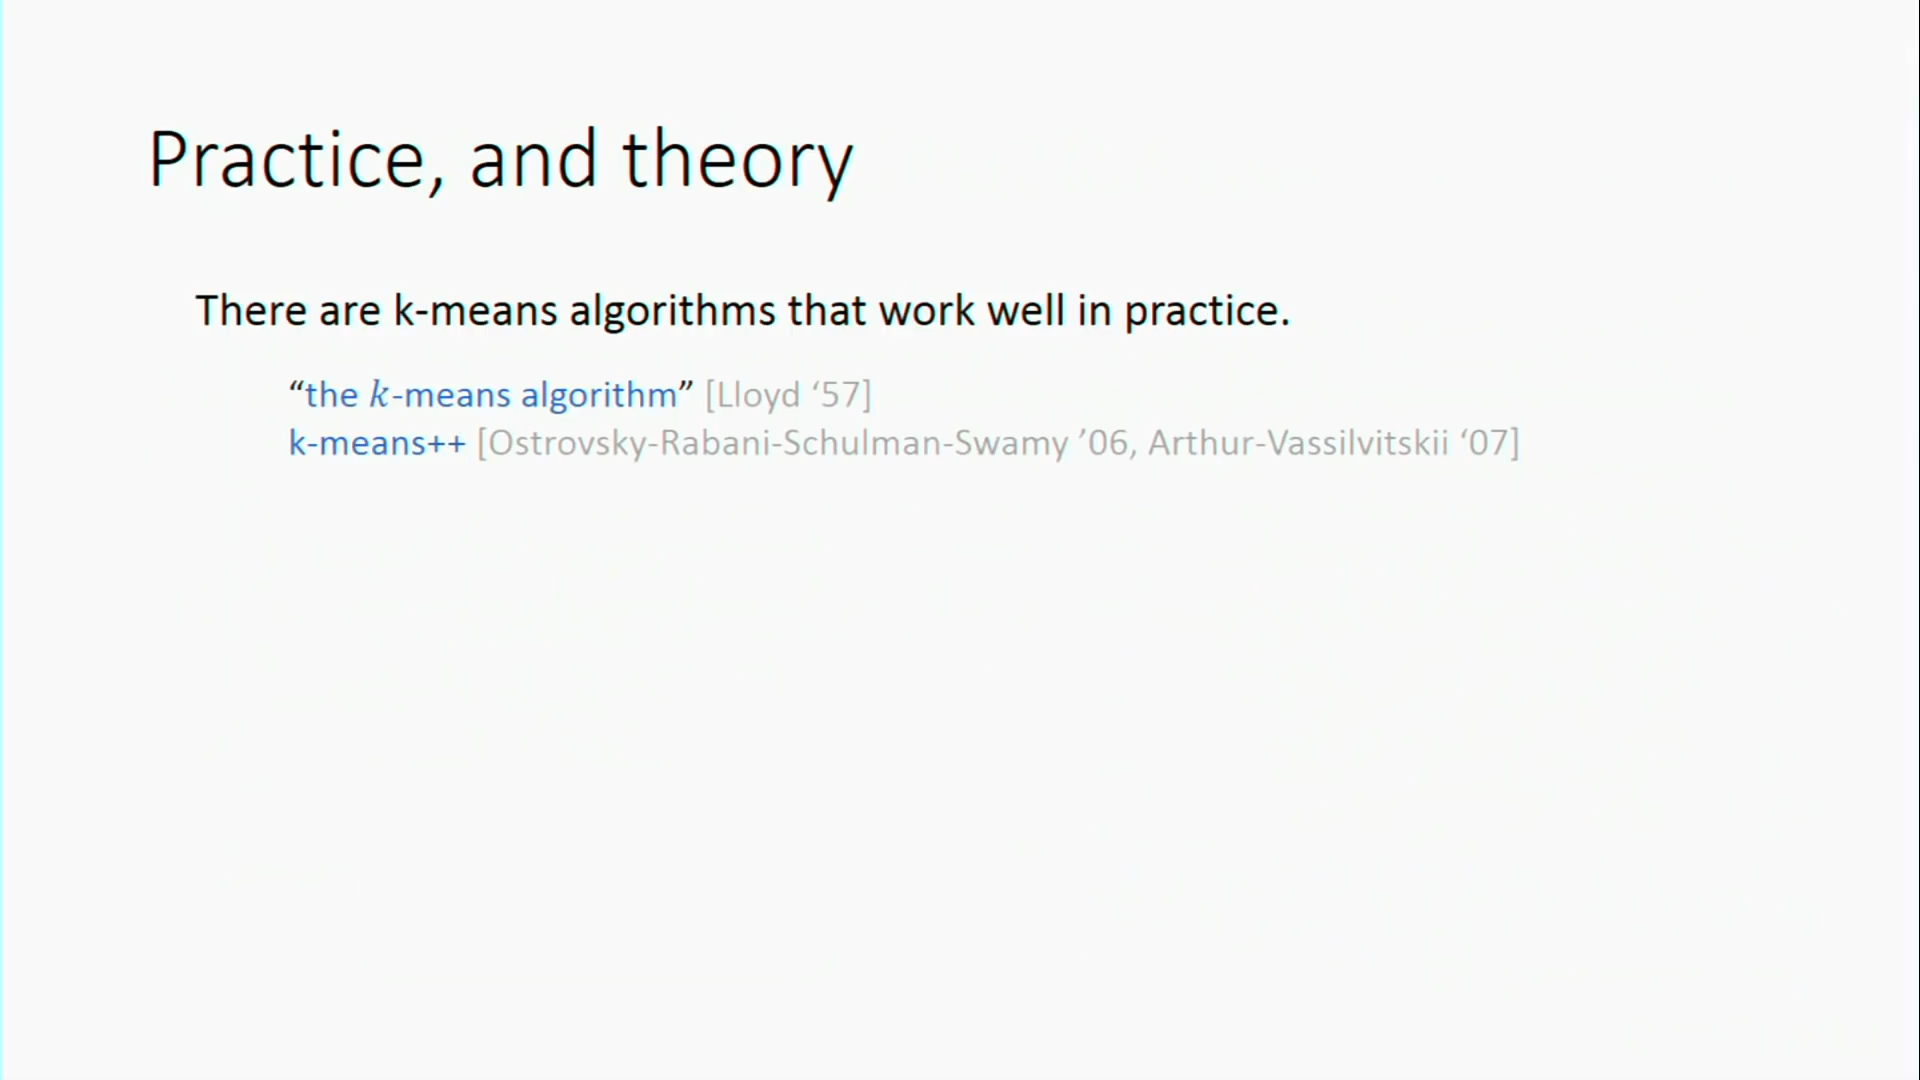 Practice, and theory
There are k-means algorithms that work well in practice.
“the k-means algorithm” [Lloyd ‘57]
k-means++ [Ostrovsky-Rabani-Schulman-Swamy ’06, Arthur-Vassilvitskii ‘07]